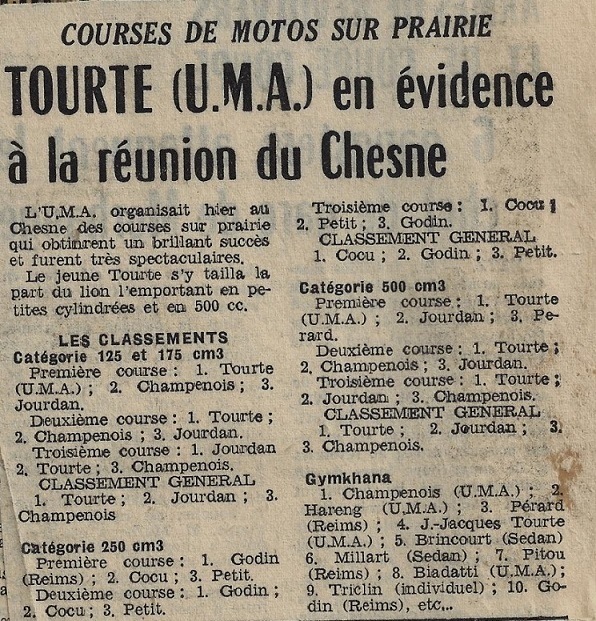 COURSES DE MOTOS SUR PRAIRIE
TOURTE (U.M.A.) en évidence
à la réunion du Chesne
L'U.M.A. organisait hier au
Chesne des courses sur prairie
qui obtinrent un brillant succès
et furent très spectaculaires.
Le jeune Tourte s'y tailla la
part du lion l'emportant en pe-
tites cylindrées et en 500 cc.
LES CLASSEMENTS
Catégorie 125 et 175 cm3
Première course : 1. Tourte
(U.M.A.) ; 2. Champenois ; 3.
Jourdan.
Deuxième course : 1. Tourte ;
2. Champenois ; 3. Jourdan.
Troisième course : 1. Jourdan
2. Tourte ; 3. Champenois.
CLASSEMENT GENERAL
1. Tourte ; 2. Jourdan ; 3.
Champenois
Catégorie 250 cm3
Première course : 1. Godin
(Reims) ; 2. Cocu ; 3. Petit.
Deuxième course : 1. Godin ;
2. Cocu ; 3. Petit.
Troisième course : 1. Cocu ;
2. Petit ; 3. Godin.
CLASSEMENT GENERAL
1. Cocu ; 2. Godin ; 3. Petit.
Catégorie 500 cm3
Première course : 1. Tourte
(U.M.A.) ; 2. Jourdan ; 3. Pe-
rard.
Deuxième course : 1. Tourte ;
2. Champenois ; 3. Jourdan.
Troisième course : 1. Tourte ;
2. Jourdan ; 3. Champenois.
CLASSEMENT GENERAL
1. Tourte ; 2. Jourdan ; 3.
3. Champenois.
Gymkhana
1. Champenois (U.M.A.) ; 2.
Hareng (U.M.A.) ; 3. Pérard
(Reims) ; 4. J.-Jacques Tourte
(U.M.A.) ; 5. Brincourt (Sedan)
6. Millart (Sedan) ; 7. Pitou
(Reims) ; 8. Biadatti (U.M.A.) ;
9. Triclin (individuel) ; 10. Go-
din (Reims), etc...